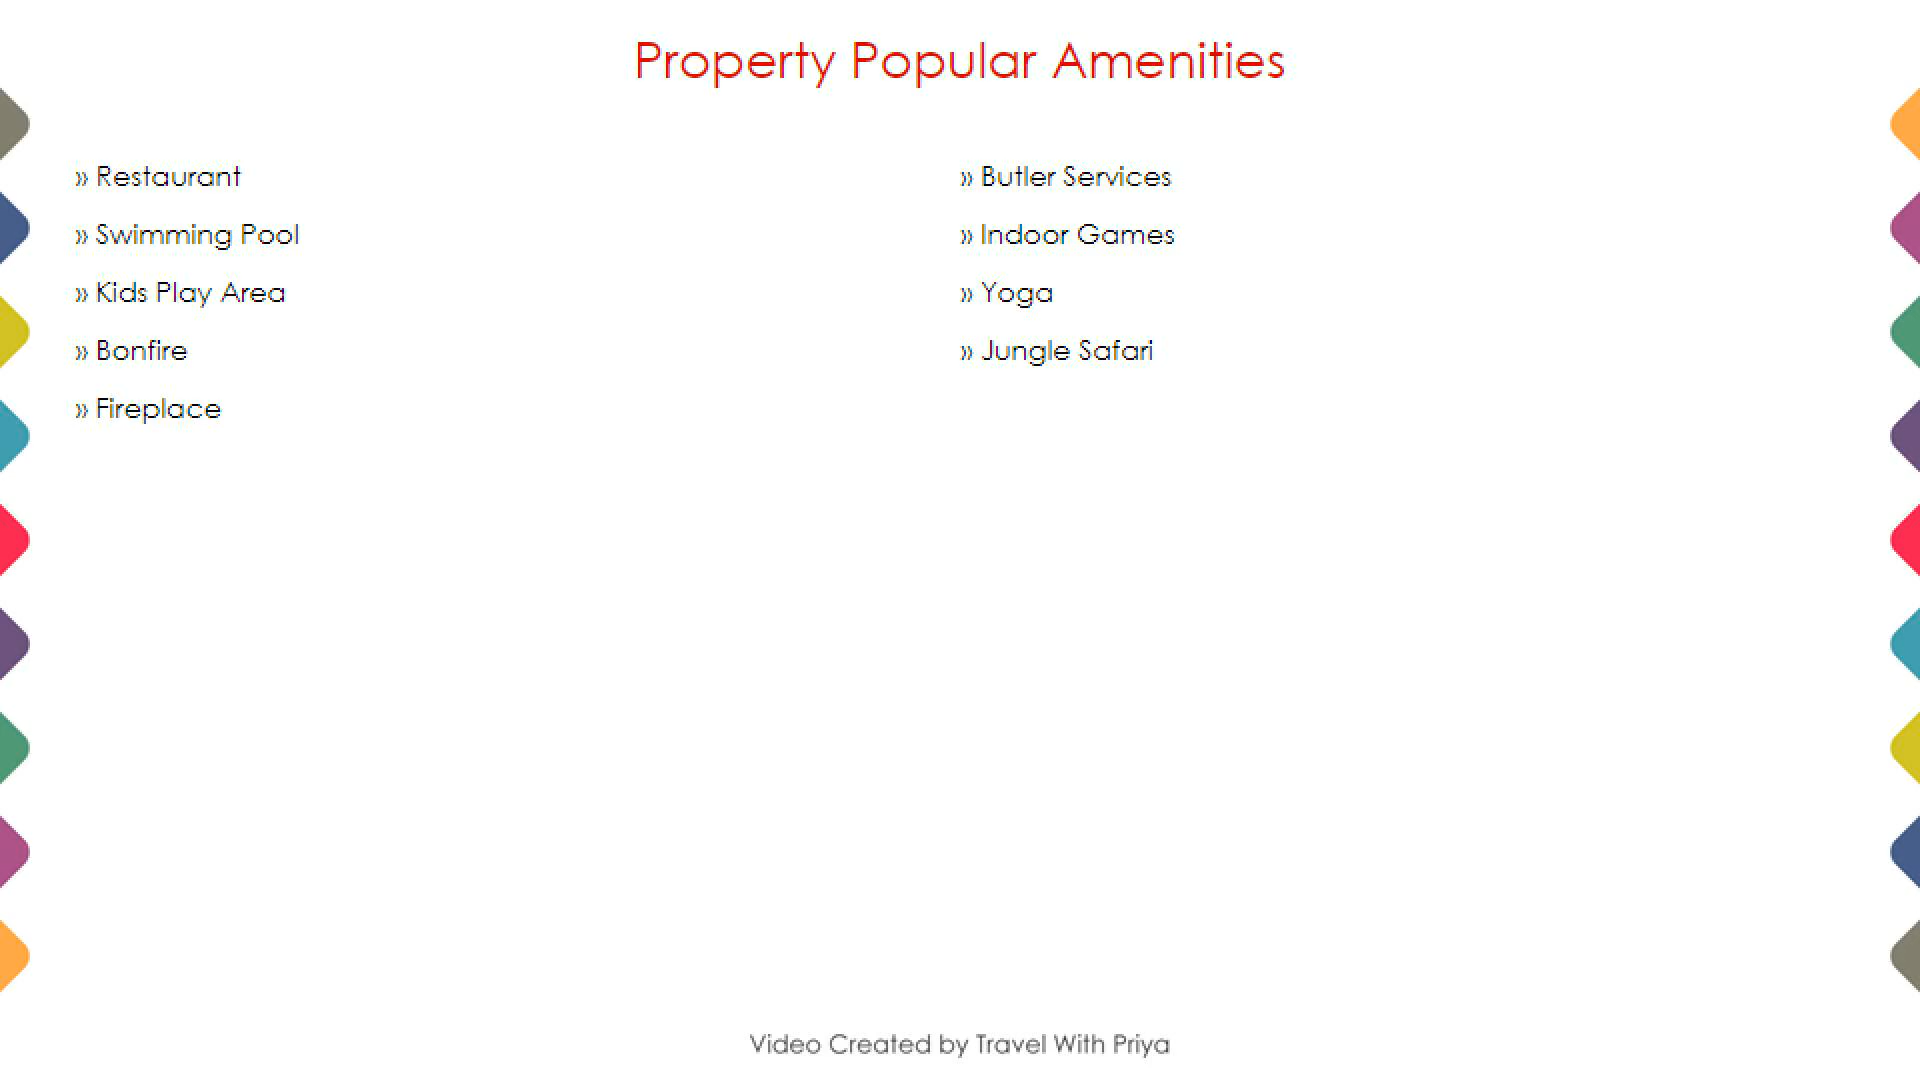 Property Popular Amenities
» Restaurant
» Swimming Pool
» Kids Play Area
» Bonfire
» Fireplace
» Butler Services
» Indoor Games
» Yoga
» Jungle Safari
Video Created by Travel With Priya